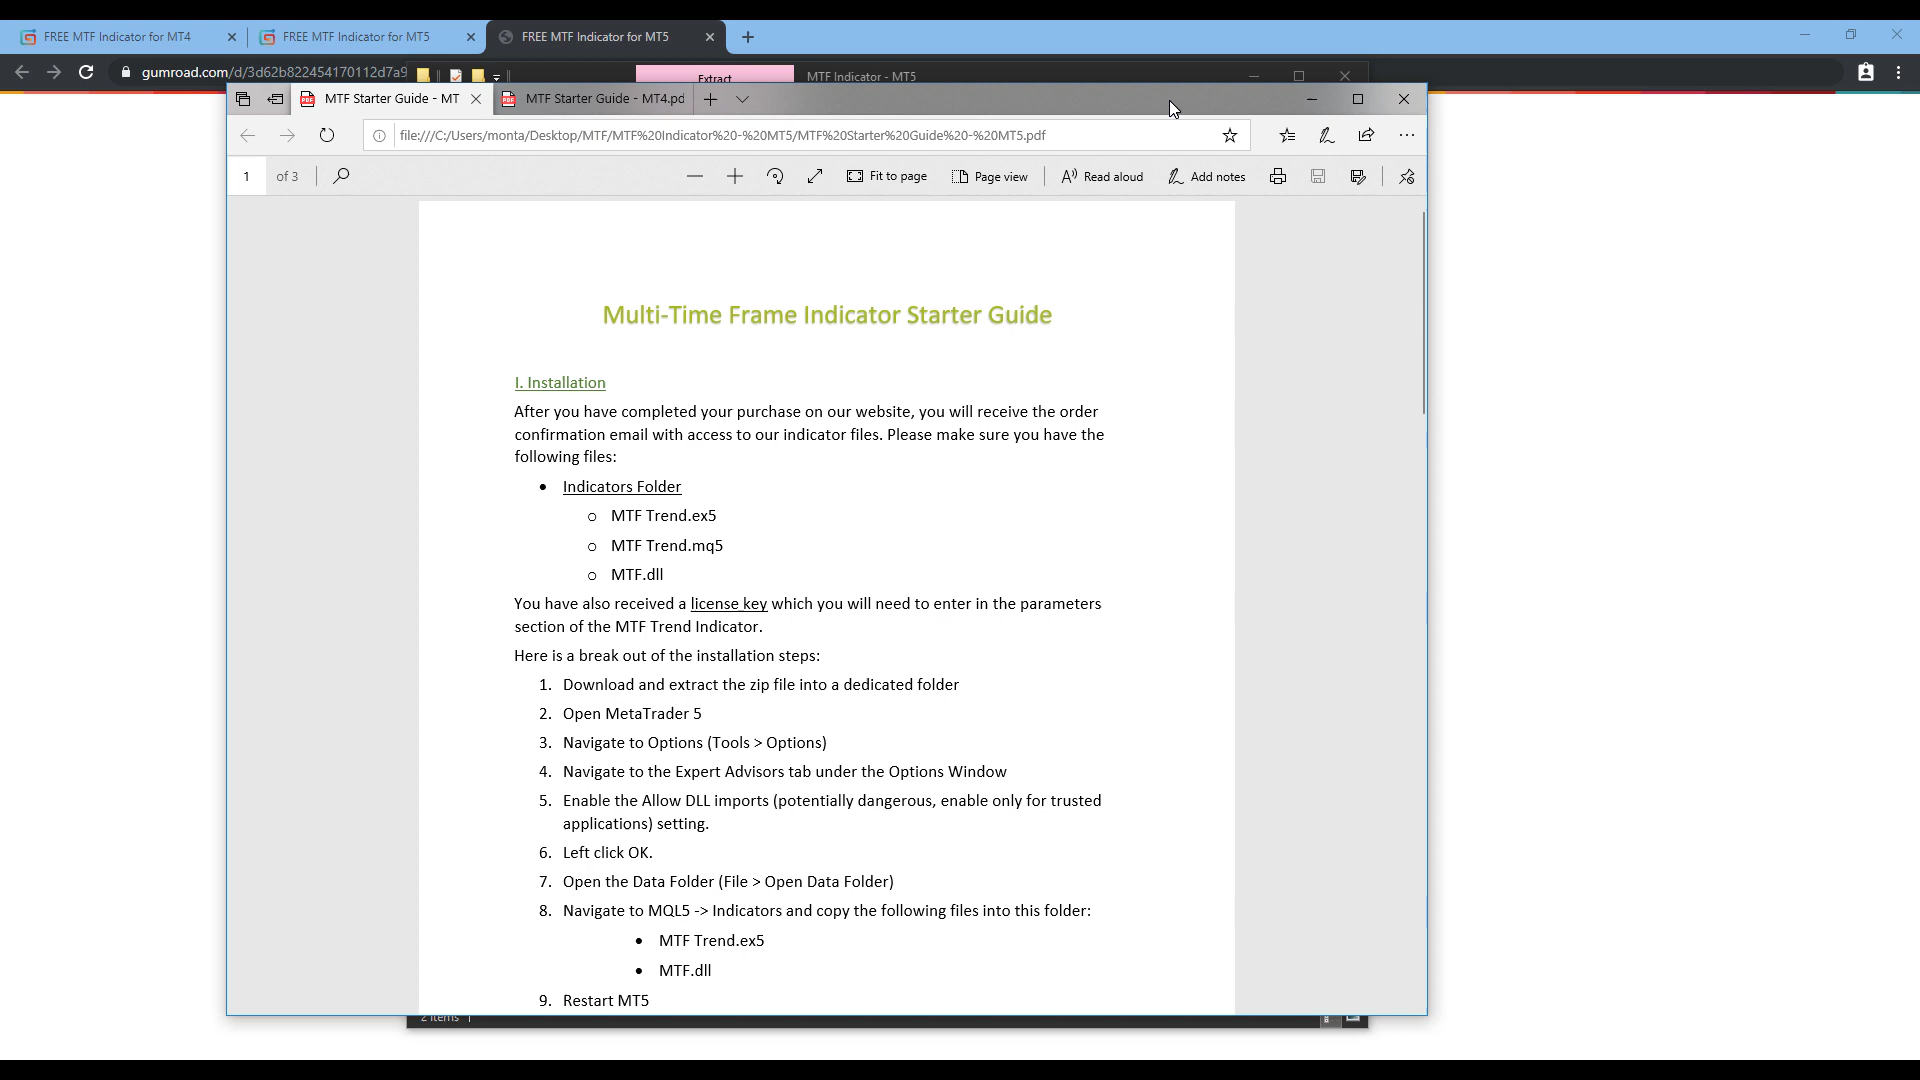 FREE MTF Indicator for MT4
FREE MTF Indicator for MT5
FREE MTF Indicator for MT5
gumroad.com/d/3d62b822454170112d7a9
Extract
MTF Indicator - MT5
MTF Starter Guide - MT
MTF Starter Guide - MT4.pd
file:///C:/Users/monta/Desktop/MTF/MTF%20Indicator%20-%20MT5/MTF%20Starter%20Guide%20-%20MT5.pdf
1 of 3
Fit to page
Page view
Read aloud
Add notes
Multi-Time Frame Indicator Starter Guide
I. Installation
After you have completed your purchase on our website, you will receive the order
confirmation email with access to our indicator files. Please make sure you have the
following files:
• Indicators Folder
o MTF Trend.ex5
o MTF Trend.mq5
o MTF.dll
You have also received a license key which you will need to enter in the parameters
section of the MTF Trend Indicator.
Here is a break out of the installation steps:
1. Download and extract the zip file into a dedicated folder
2. Open MetaTrader 5
3. Navigate to Options (Tools > Options)
4. Navigate to the Expert Advisors tab under the Options Window
5. Enable the Allow DLL imports (potentially dangerous, enable only for trusted
applications) setting.
6. Left click OK.
7. Open the Data Folder (File > Open Data Folder)
8. Navigate to MQL5 -> Indicators and copy the following files into this folder:
• MTF Trend.ex5
• MTF.dll
9. Restart MT5
2 items